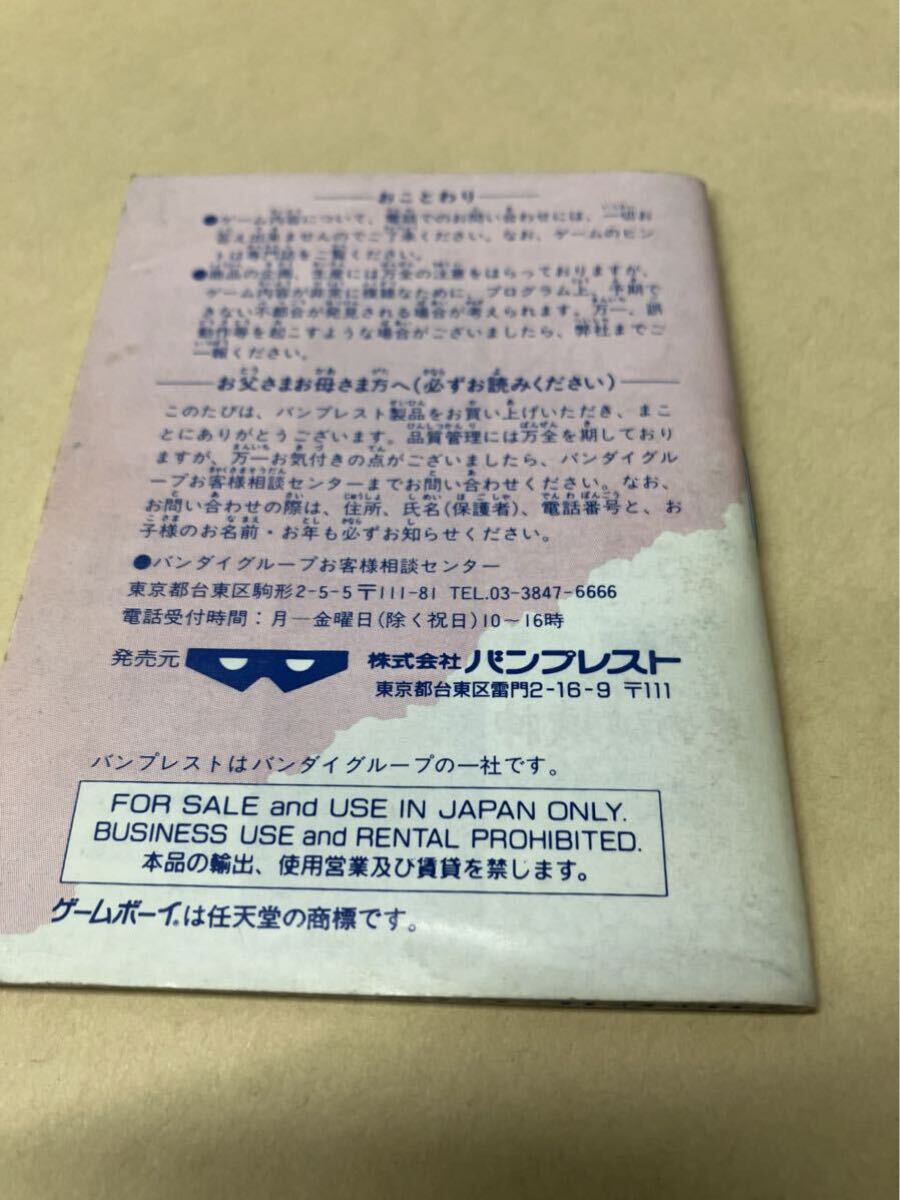 おことわり
●ゲーム内容について、電話でのお問い合わせには、一切お
答え出来ませんのでご了承ください。なお、ゲームのヒン
トは専門誌をご覧ください。
●商品の企画、生産には万全の注意をはらっておりますが、
ゲーム内容が非常に複雑なために、プログラム上、予期で
きない不都合が発見される場合が考えられます。万一、誤
動作等を起こすような場合がございましたら、弊社までご
一報ください。
お父さまお母さま方へ(必ずお読みください)
このたびは、バンプレスト製品をお買い上げいただき、まこ
とにありがとうございます。品質管理には万全を期しており
ますが、万一お気付きの点がございましたら、バンダイグル
ープお客様相談センターまでお問い合わせください。なお、
お問い合わせの際は、住所、氏名(保護者)、電話番号と、お
子様のお名前・お年も必ずお知らせください。
●バンダイグループお客様相談センター
東京都台東区駒形2-5-5〒111-81 TEL.03-3847-6666
電話受付時間：月―金曜日(除く祝日)10～16時
発売元 株式会社バンプレスト
東京都台東区雷門2-16-9 〒111
バンプレストはバンダイグループの一社です。
FOR SALE and USE IN JAPAN ONLY.
BUSINESS USE and RENTAL PROHIBITED.
本品の輸出、使用営業及び賃貸を禁じます。
ゲームボーイ®は任天堂の商標です。